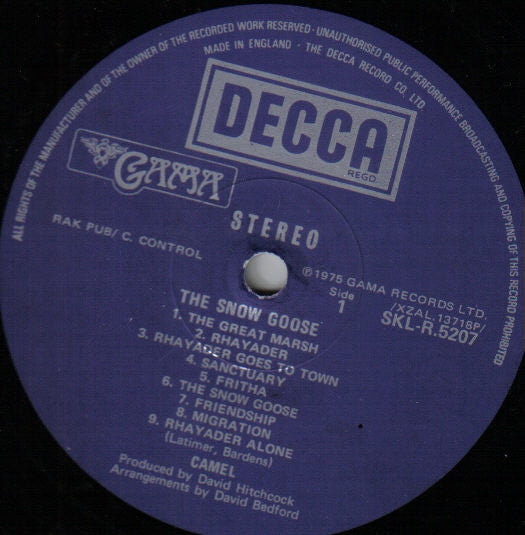 ALL RIGHTS OF THE MANUFACTURER AND OF THE OWNER OF THE RECORDED WORK RESERVED · UNAUTHORISED PUBLIC PERFORMANCE BROADCASTING AND COPYING OF THIS RECORD PROHIBITED
MADE IN ENGLAND · THE DECCA RECORD CO. LTD.
DECCA
REGD.
GAMA
STEREO
RAK PUB/ C. CONTROL
℗1975 GAMA RECORDS LTD.
Side
1
/XZAL.13718P/
SKL-R.5207
THE SNOW GOOSE
1. THE GREAT MARSH
2. RHAYADER
3. RHAYADER GOES TO TOWN
4. SANCTUARY
5. FRITHA
6. THE SNOW GOOSE
7. FRIENDSHIP
8. MIGRATION
9. RHAYADER ALONE
(Latimer, Bardens)
CAMEL
Produced by David Hitchcock
Arrangements by David Bedford